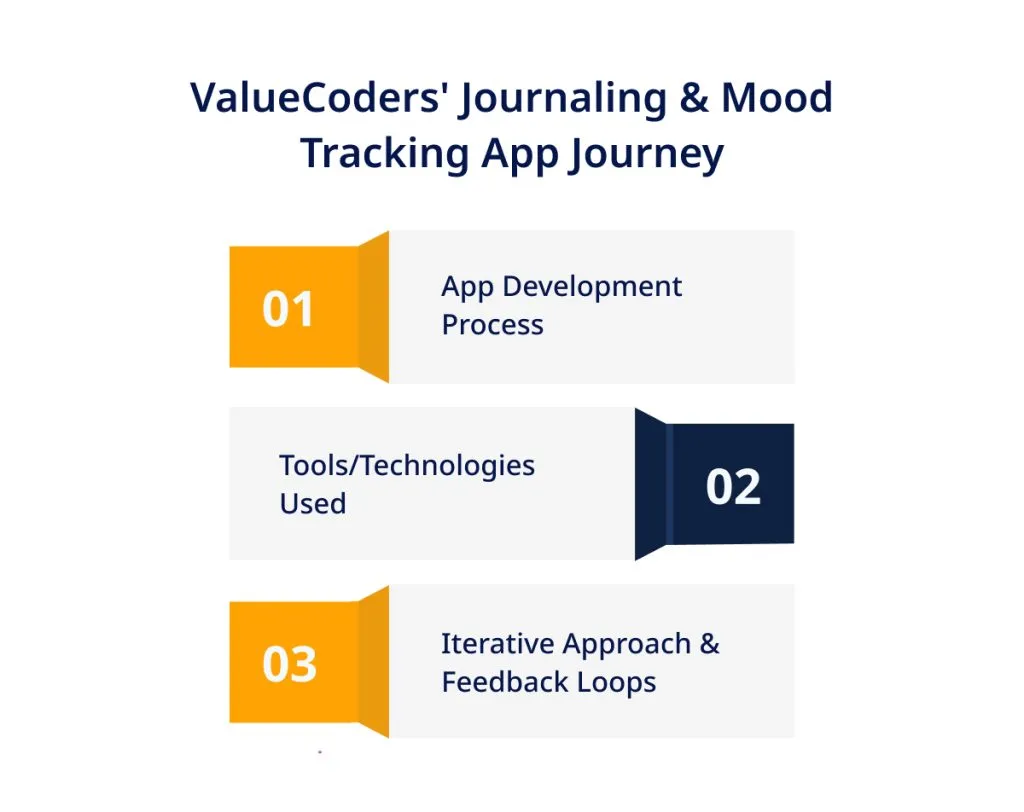 ValueCoders' Journaling & Mood
Tracking App Journey
01
App Development
Process
Tools/Technologies
Used
02
03
Iterative Approach &
Feedback Loops